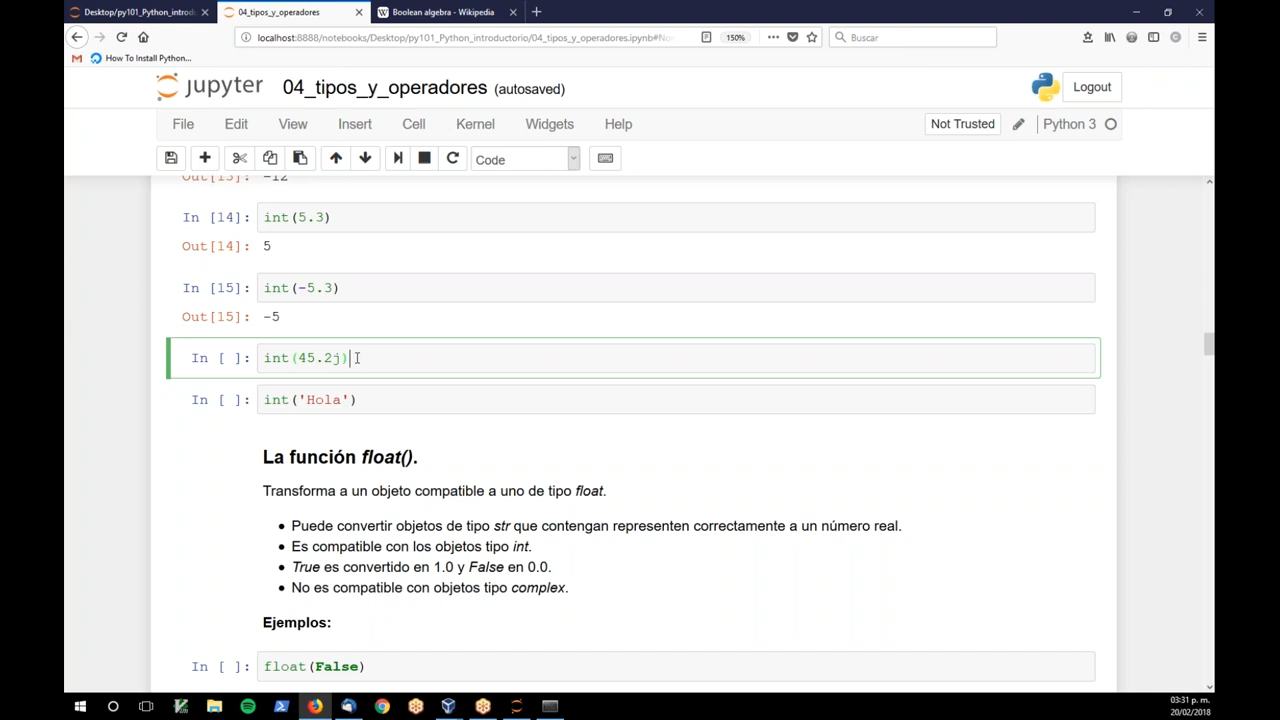 Desktop/py101_Python_introdu
04_tipos_y_operadores
Boolean algebra - Wikipedia
localhost:8888/notebooks/Desktop/py101_Python_introductorio/04_tipos_y_operadores.ipynb#No
150%
Buscar
How To Install Python...
jupyter 04_tipos_y_operadores (autosaved)
Logout
File Edit View Insert Cell Kernel Widgets Help
Not Trusted
Python 3
Code
Out[13]: -12
In [14]: int(5.3)
Out[14]: 5
In [15]: int(-5.3)
Out[15]: -5
In [ ]: int(45.2j)
In [ ]: int('Hola')
La función float().
Transforma a un objeto compatible a uno de tipo float.
• Puede convertir objetos de tipo str que contengan representen correctamente a un número real.
• Es compatible con los objetos tipo int.
• True es convertido en 1.0 y False en 0.0.
• No es compatible con objetos tipo complex.
Ejemplos:
In [ ]: float(False)
03:31 p. m.
20/02/2018